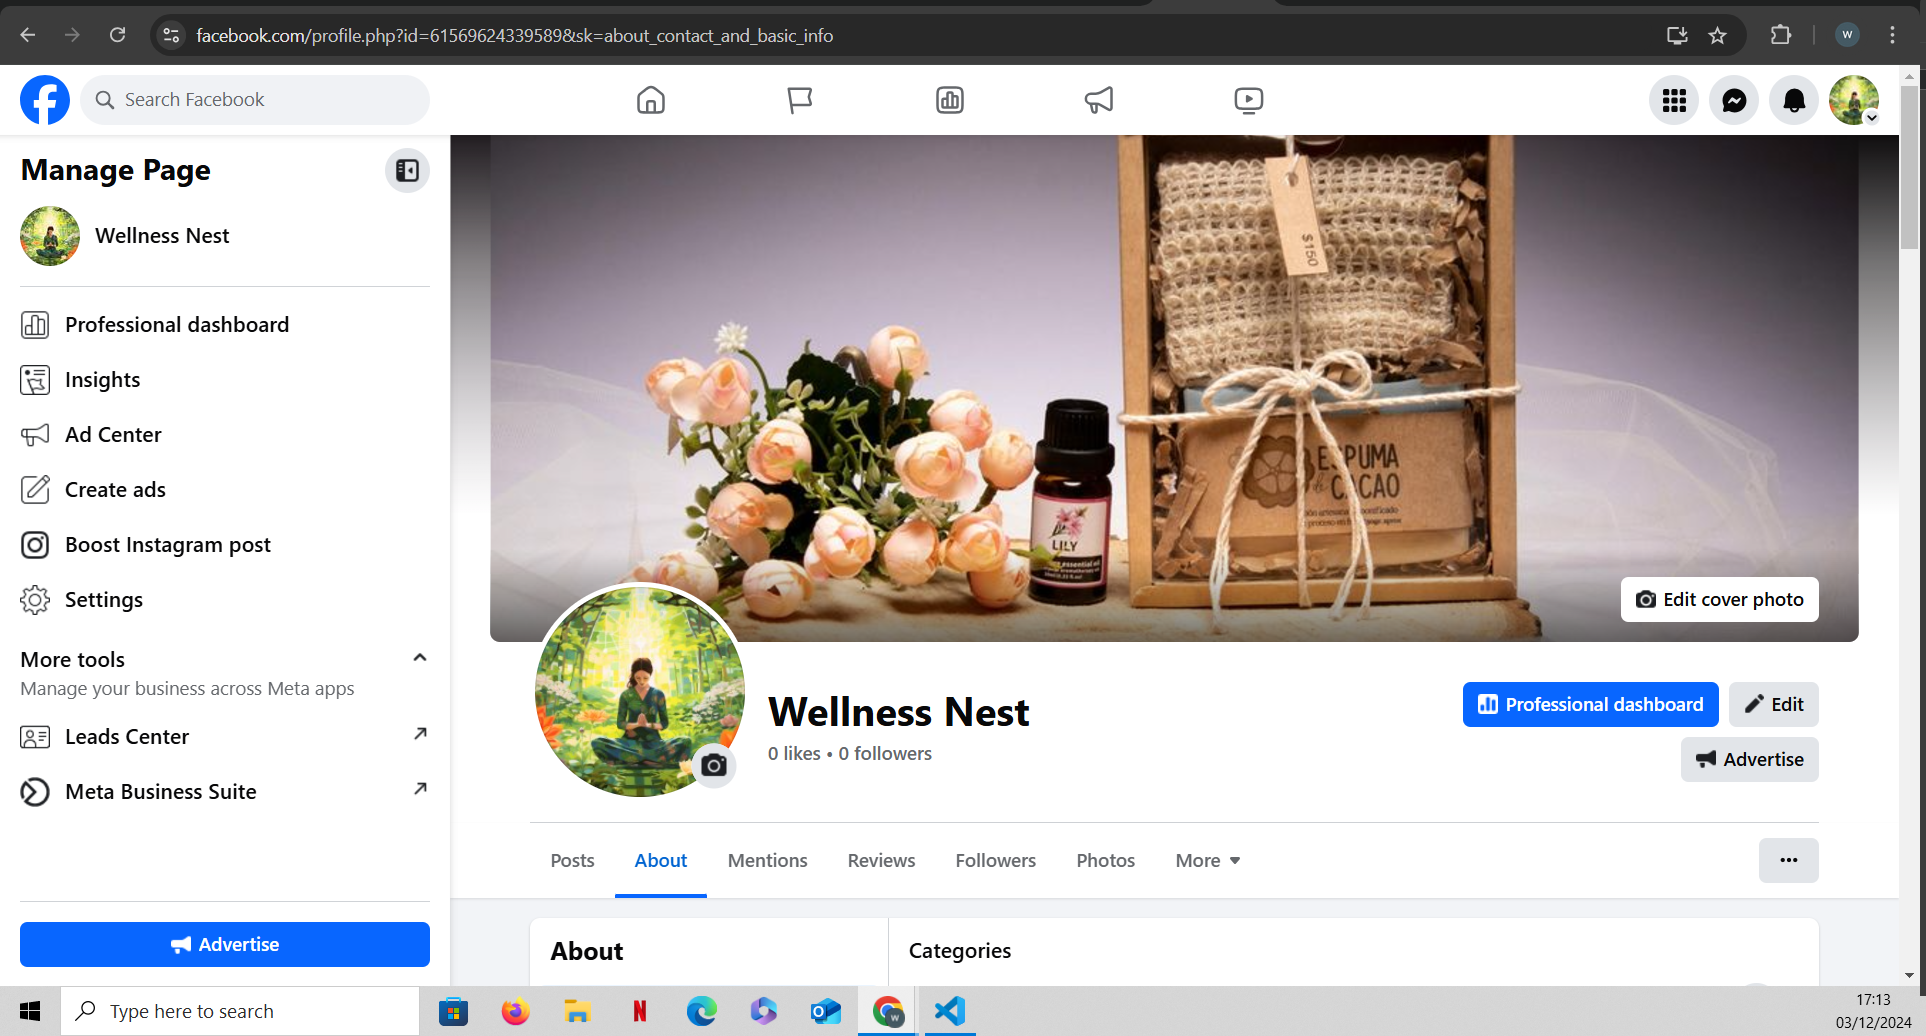 facebook.com/profile.php?id=61569624339589&sk=about_contact_and_basic_info
W
Search Facebook
Manage Page
Wellness Nest
Professional dashboard
Insights
Ad Center
Create ads
Boost Instagram post
Settings
More tools
Manage your business across Meta apps
Leads Center
Meta Business Suite
Advertise
$150
ESPUMA
de
CACAO
LILY
essential oil
Edit cover photo
Wellness Nest
0 likes • 0 followers
Professional dashboard
Edit
Advertise
Posts
About
Mentions
Reviews
Followers
Photos
More
About
Categories
Type here to search
17:13
03/12/2024